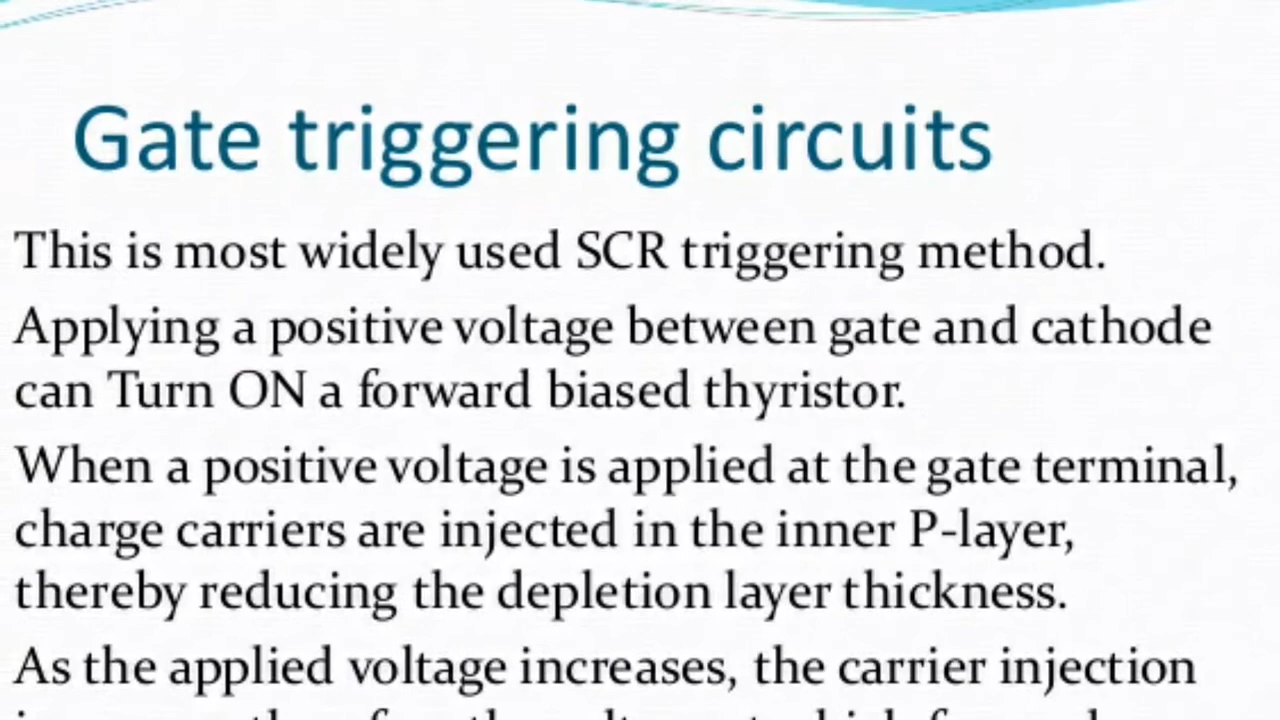 Gate triggering circuits
This is most widely used SCR triggering method.
Applying a positive voltage between gate and cathode
can Turn ON a forward biased thyristor.
When a positive voltage is applied at the gate terminal,
charge carriers are injected in the inner P-layer,
thereby reducing the depletion layer thickness.
As the applied voltage increases, the carrier injection